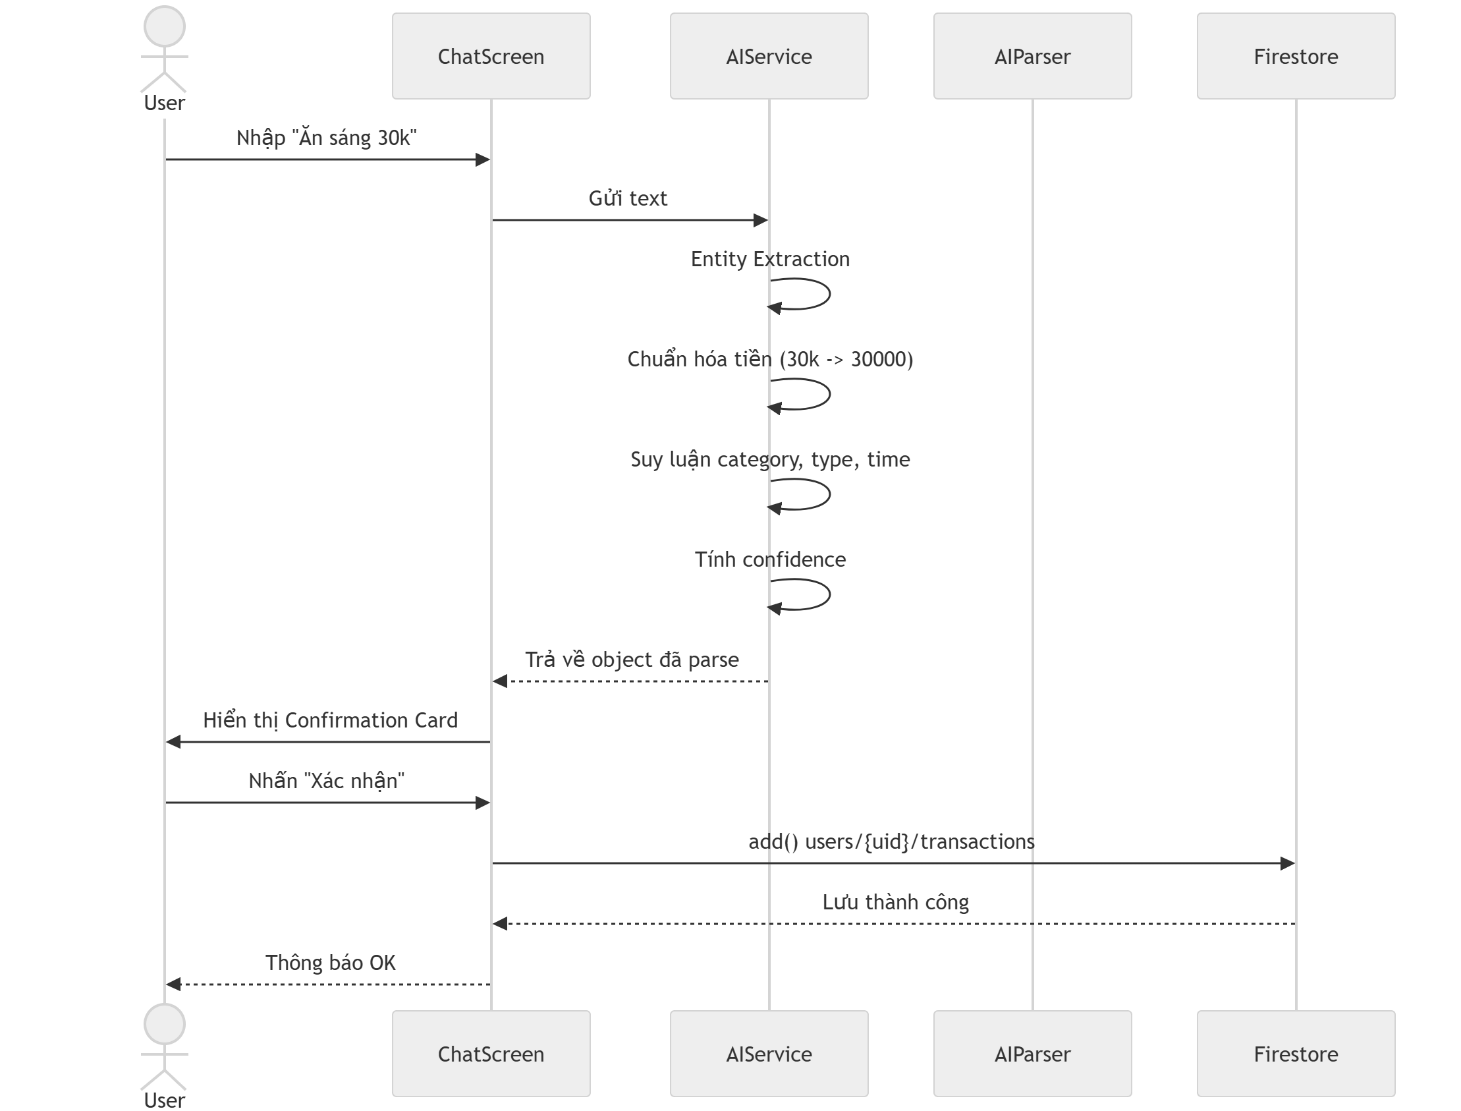 ChatScreen
AIService
AIParser
Firestore
User
Nhập "Ăn sáng 30k"
Gửi text
Entity Extraction
Chuẩn hóa tiền (30k -> 30000)
Suy luận category, type, time
Tính confidence
Trả về object đã parse
Hiển thị Confirmation Card
Nhấn "Xác nhận"
add() users/{uid}/transactions
Lưu thành công
Thông báo OK
ChatScreen
AIService
AIParser
Firestore
User